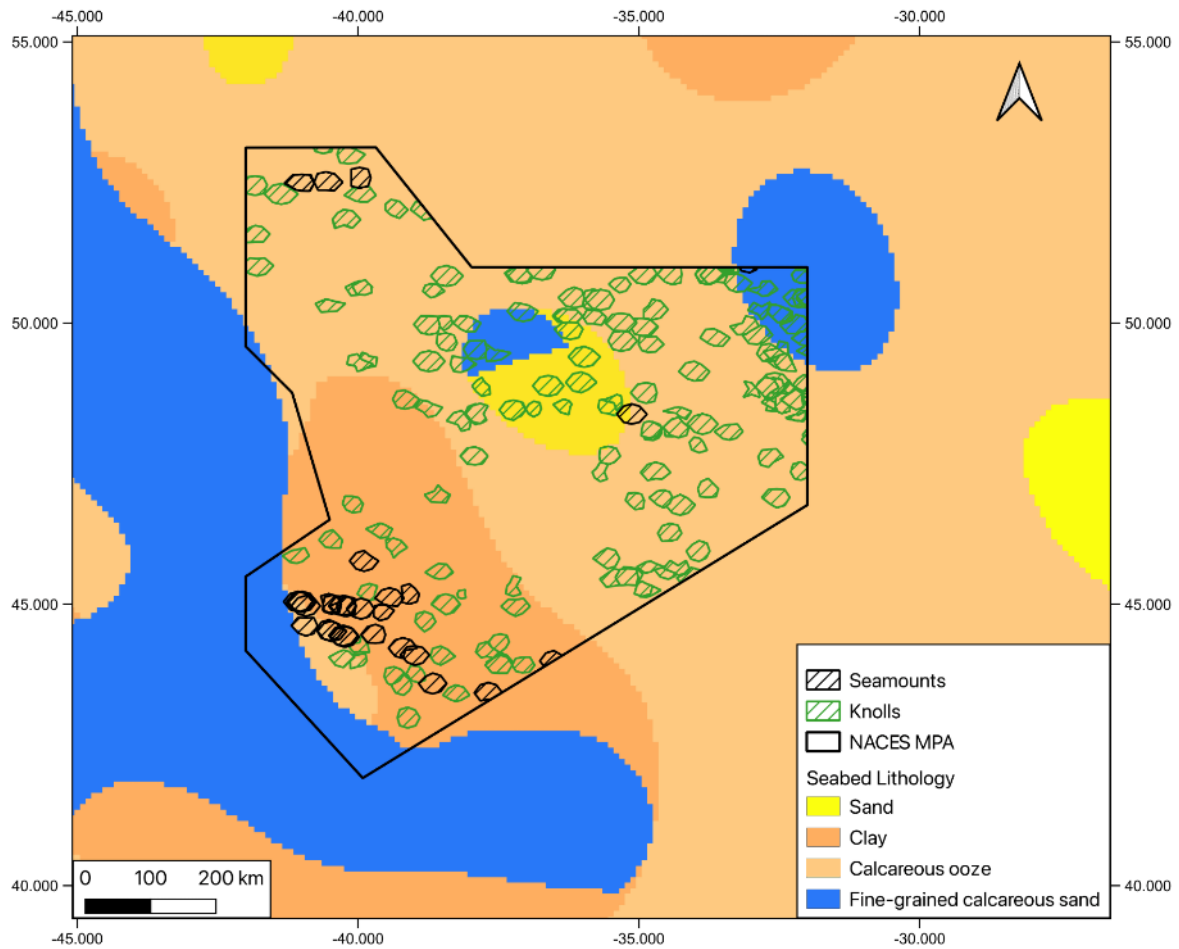 -45.000 -40.000 -35.000 -30.000
55.000 55.000
50.000 50.000
45.000 45.000
Seamounts
Knolls
NACES MPA
Seabed Lithology
Sand
Clay
Calcareous ooze
Fine-grained calcareous sand
0 100 200 km
40.000 40.000
-45.000 -40.000 -35.000 -30.000